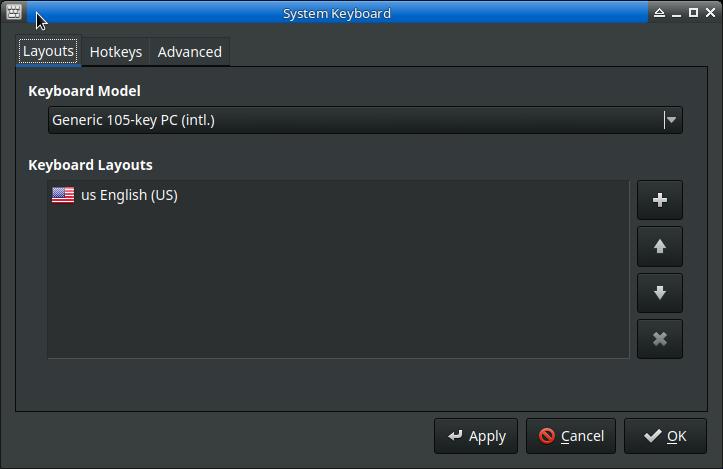 System Keyboard
Layouts Hotkeys Advanced
Keyboard Model
Generic 105-key PC (intl.)
Keyboard Layouts
us English (US)
Apply Cancel OK